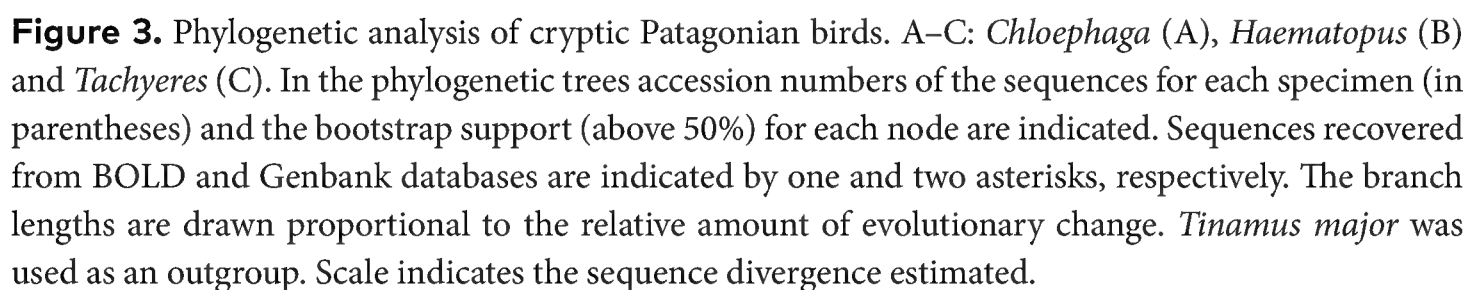 Figure 3. Phylogenetic analysis of cryptic Patagonian birds. A–C: Chloephaga (A), Haematopus (B)
and Tachyeres (C). In the phylogenetic trees accession numbers of the sequences for each specimen (in
parentheses) and the bootstrap support (above 50%) for each node are indicated. Sequences recovered
from BOLD and Genbank databases are indicated by one and two asterisks, respectively. The branch
lengths are drawn proportional to the relative amount of evolutionary change. Tinamus major was
used as an outgroup. Scale indicates the sequence divergence estimated.